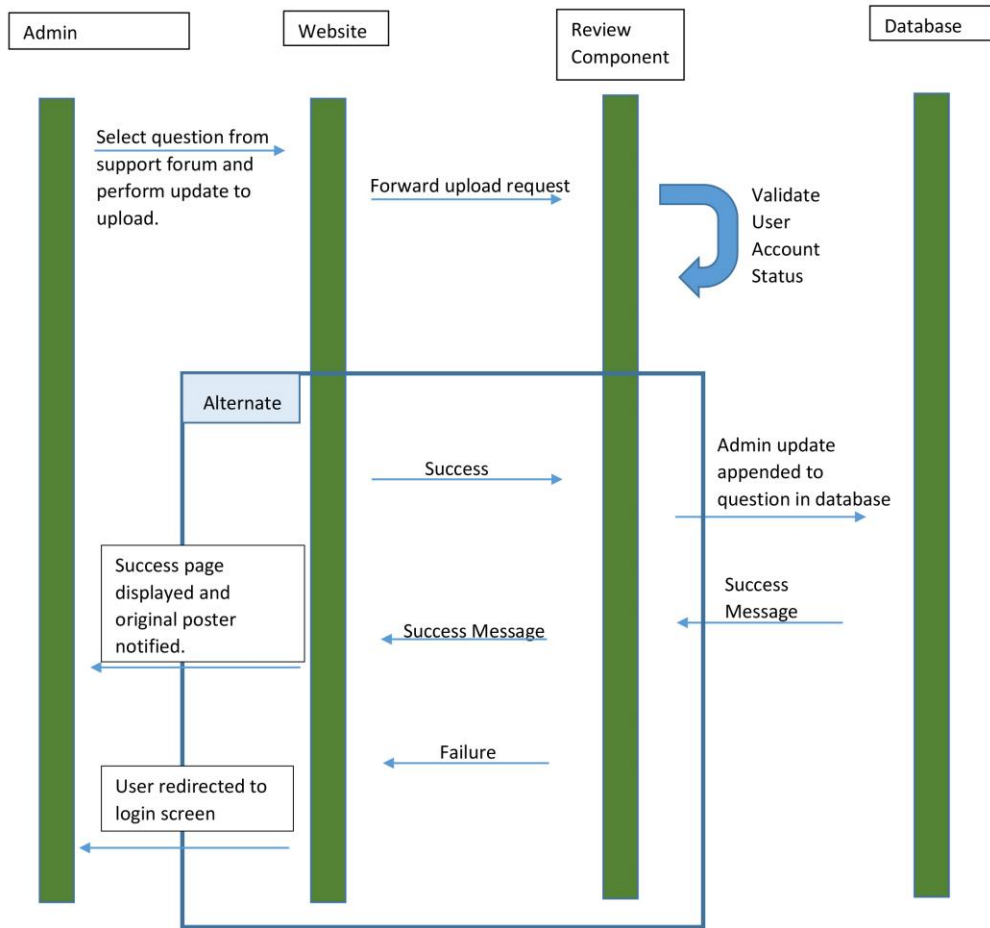 Admin
Website
Review
Component
Database
Select question from
support forum and
perform update to
upload.
Forward upload request
Validate
User
Account
Status
Alternate
Success
Admin update
appended to
question in database
Success page
displayed and
original poster
notified.
Success Message
Success
Message
Failure
User redirected to
login screen